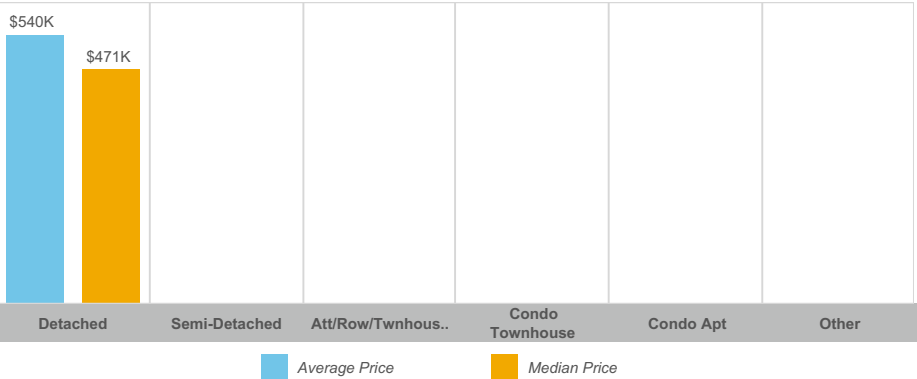 $540K
$471K
Detached
Semi-Detached
Att/Row/Twnhous..
Condo
Townhouse
Condo Apt
Other
Average Price
Median Price